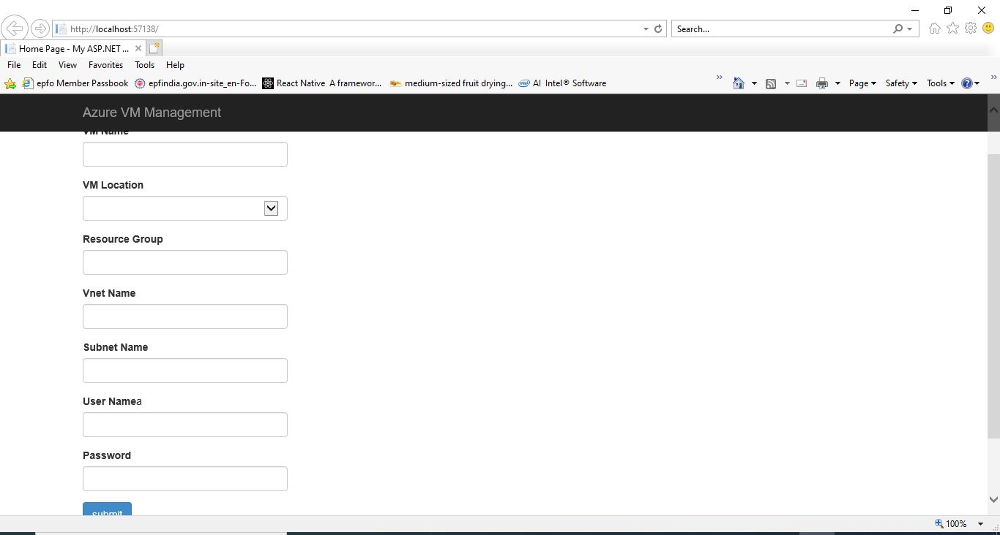 http://localhost:57138/
Search...
Home Page - My ASP.NET ...
File Edit View Favorites Tools Help
epfo Member Passbook epfindia.gov.in-site_en-Fo... React Native A framewor... medium-sized fruit drying... AI Intel® Software Page Safety Tools
Azure VM Management
VM Name
VM Location
Resource Group
Vnet Name
Subnet Name
User Namea
Password
submit
100%